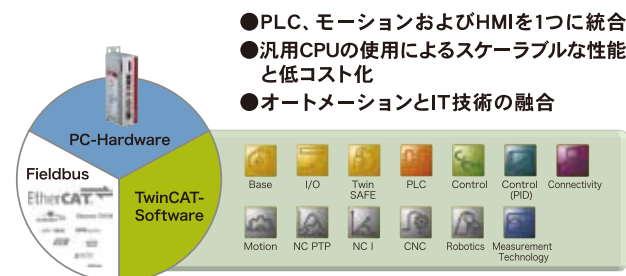 ●PLC、モーションおよびHMIを1つに統合
●汎用CPUの使用によるスケーラブルな性能
と低コスト化
●オートメーションとIT技術の融合
PC-Hardware
Fieldbus
EtherCAT
TwinCAT-
Software
Base
I/O
Twin
SAFE
PLC
Control
Control
(PID)
Connectivity
Motion
NC PTP
NC I
CNC
Robotics
Measurement
Technology